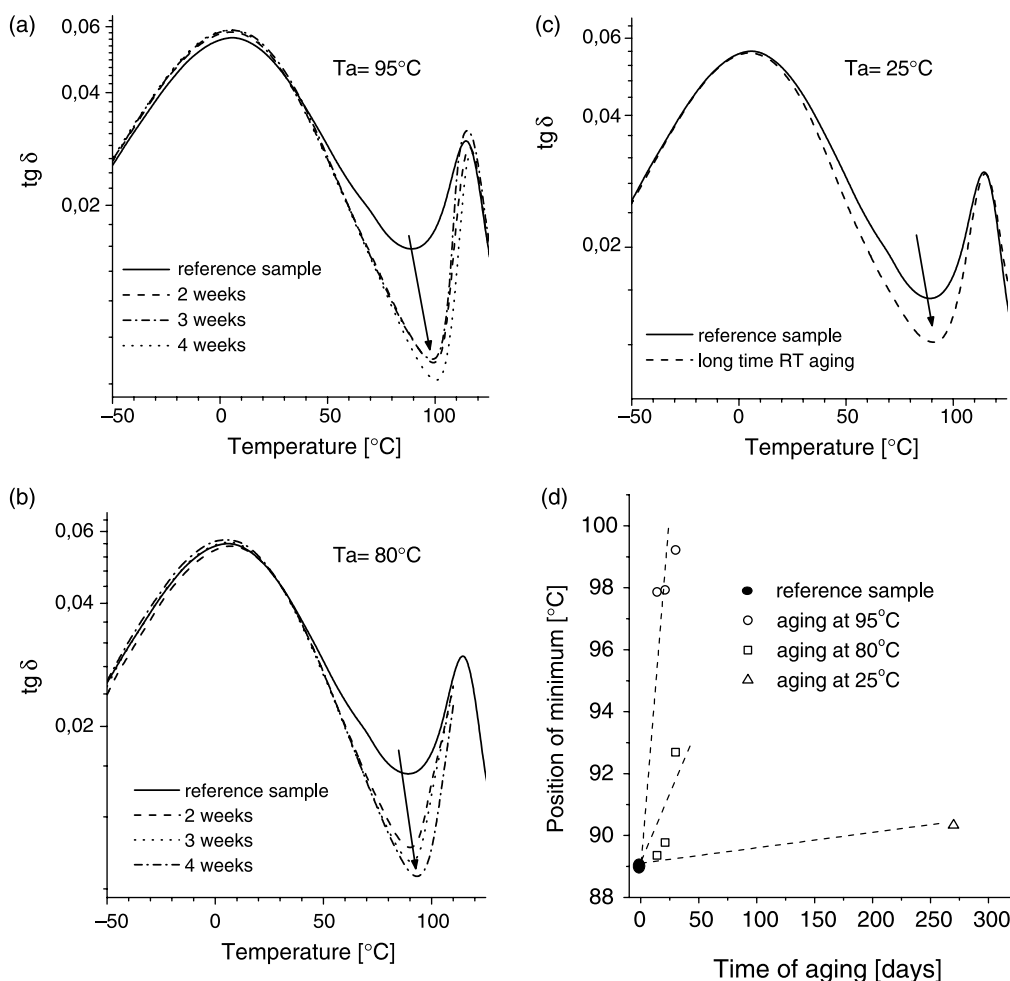 (a)
0,06
0,04
0,02
tg δ
Ta= 95°C
reference sample
2 weeks
3 weeks
4 weeks
–50
0
50
100
Temperature [°C]
(c)
0,06
0,04
0,02
tg δ
Ta= 25°C
reference sample
long time RT aging
–50
0
50
100
Temperature [°C]
(b)
0,06
0,04
0,02
tg δ
Ta= 80°C
reference sample
2 weeks
3 weeks
4 weeks
–50
0
50
100
Temperature [°C]
(d)
100
98
96
94
92
90
88
Position of minimum [°C]
reference sample
aging at 95°C
aging at 80°C
aging at 25°C
0
50
100
150
200
250
300
Time of aging [days]